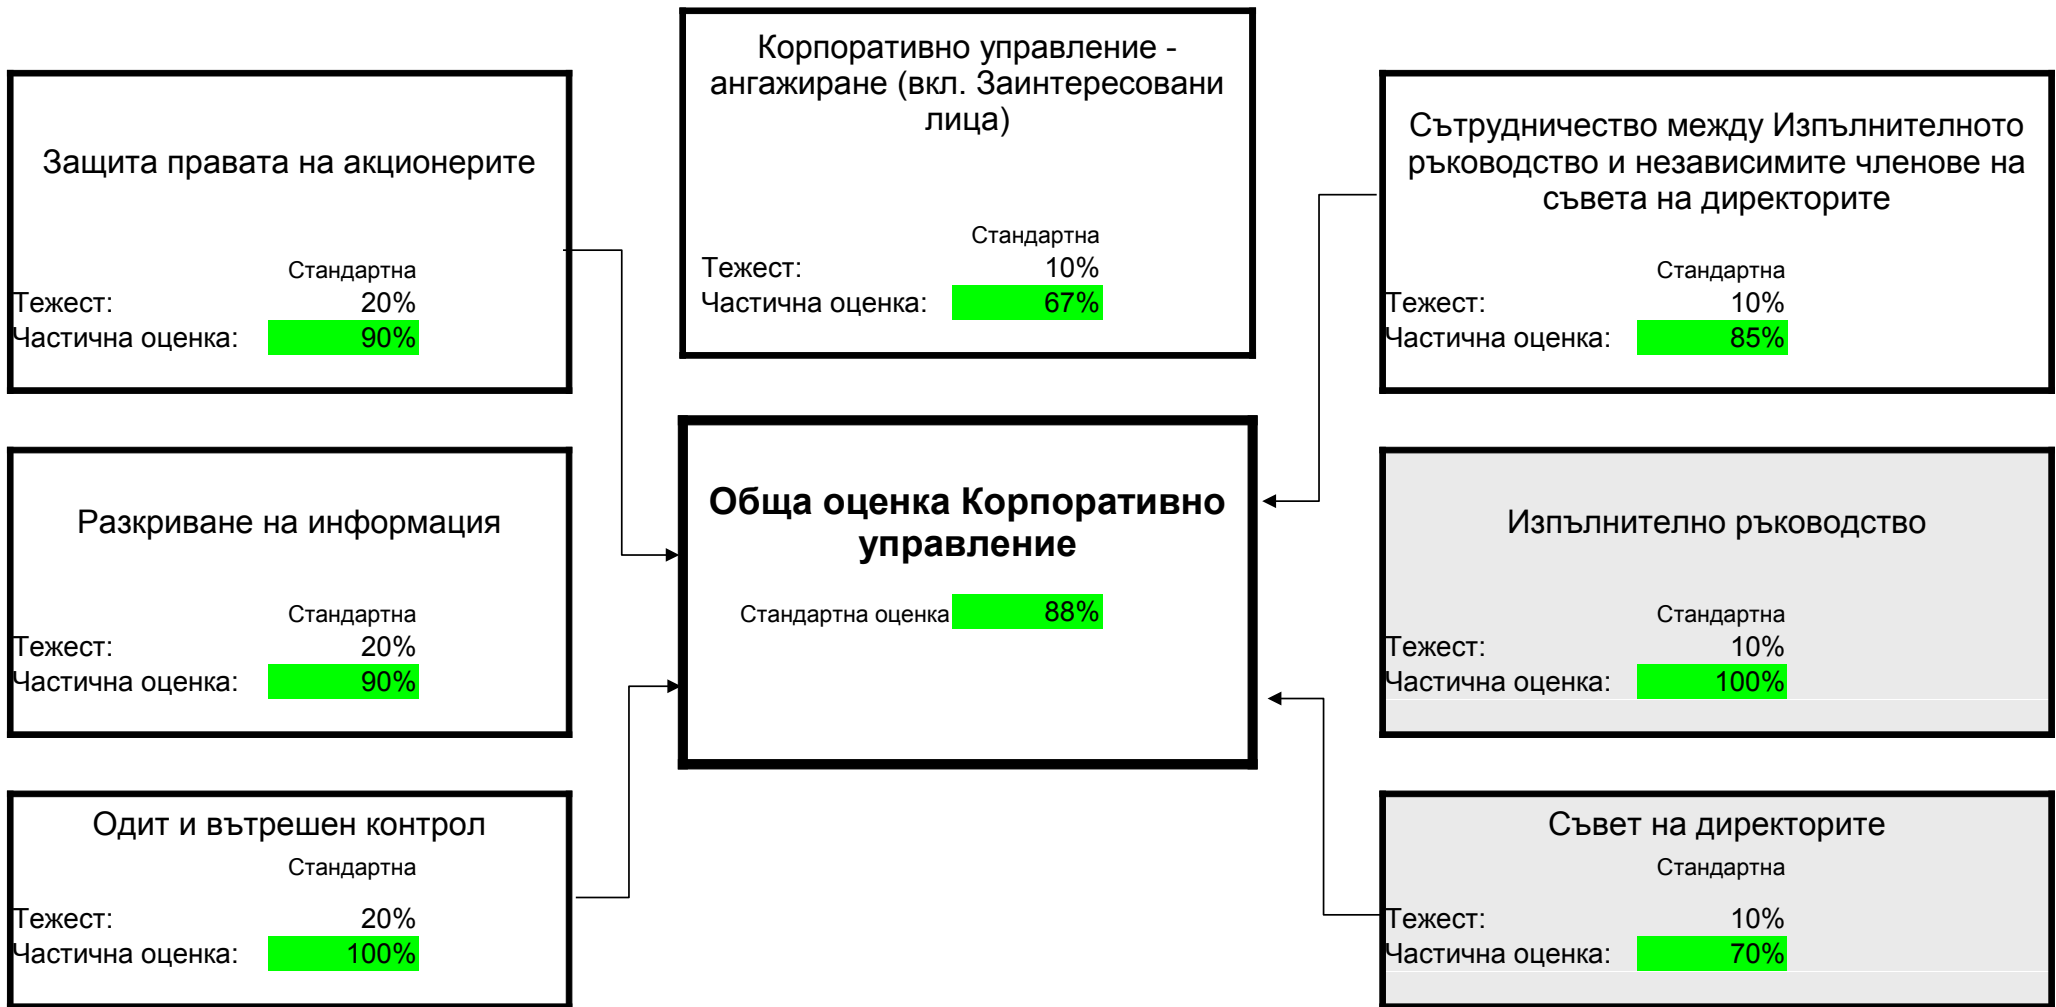 Корпоративно управление -
ангажиране (вкл. Заинтересовани
лица)
Стандартна
Тежест: 10%
Частична оценка: 67%
Защита правата на акционерите
Стандартна
Тежест: 20%
Частична оценка: 90%
Сътрудничество между Изпълнителното
ръководство и независимите членове на
съвета на директорите
Стандартна
Тежест: 10%
Частична оценка: 85%
Разкриване на информация
Стандартна
Тежест: 20%
Частична оценка: 90%
Обща оценка Корпоративно
управление
Стандартна оценка 88%
Изпълнително ръководство
Стандартна
Тежест: 10%
Частична оценка: 100%
Одит и вътрешен контрол
Стандартна
Тежест: 20%
Частична оценка: 100%
Съвет на директорите
Стандартна
Тежест: 10%
Частична оценка: 70%